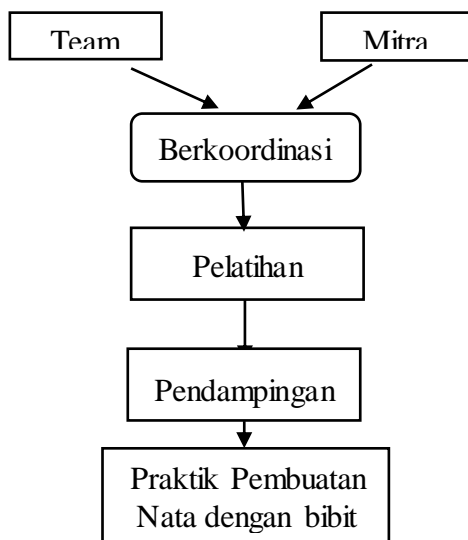 Team
Mitra
Berkoordinasi
Pelatihan
Pendampingan
Praktik Pembuatan
Nata dengan bibit